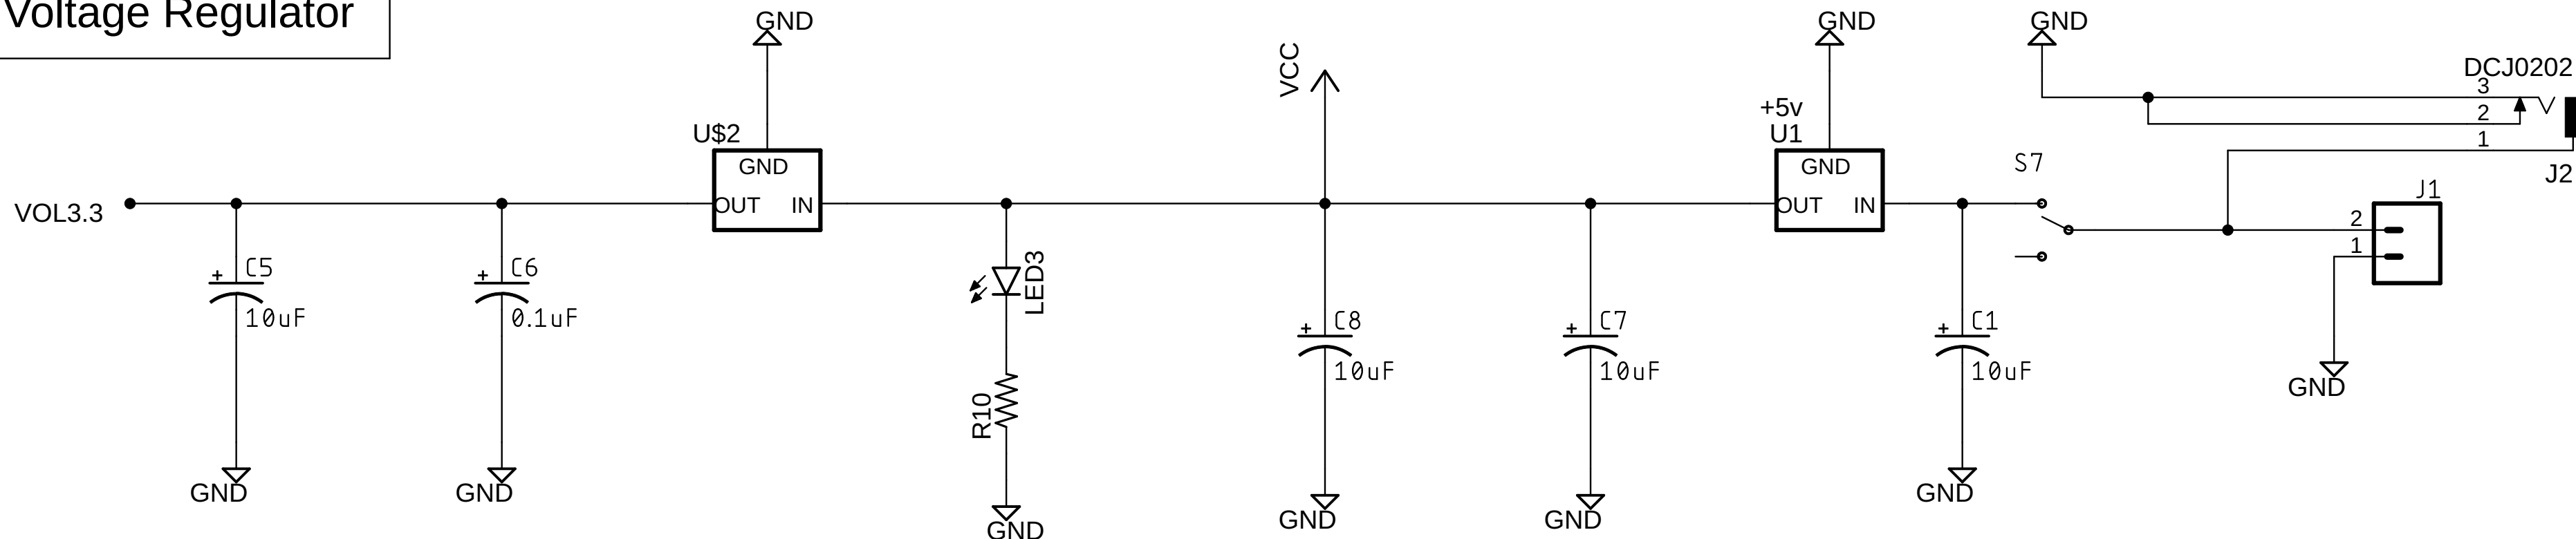 Voltage Regulator
GND
GND
GND
VCC
DCJ0202
3
2
1
J2
+5v
U1
U$2
GND
OUT
IN
GND
OUT
IN
S7
J1
2
1
VOL3.3
+
C5
10uF
+
C6
0.1uF
LED3
R10
+
C8
10uF
+
C7
10uF
+
C1
10uF
GND
GND
GND
GND
GND
GND
GND